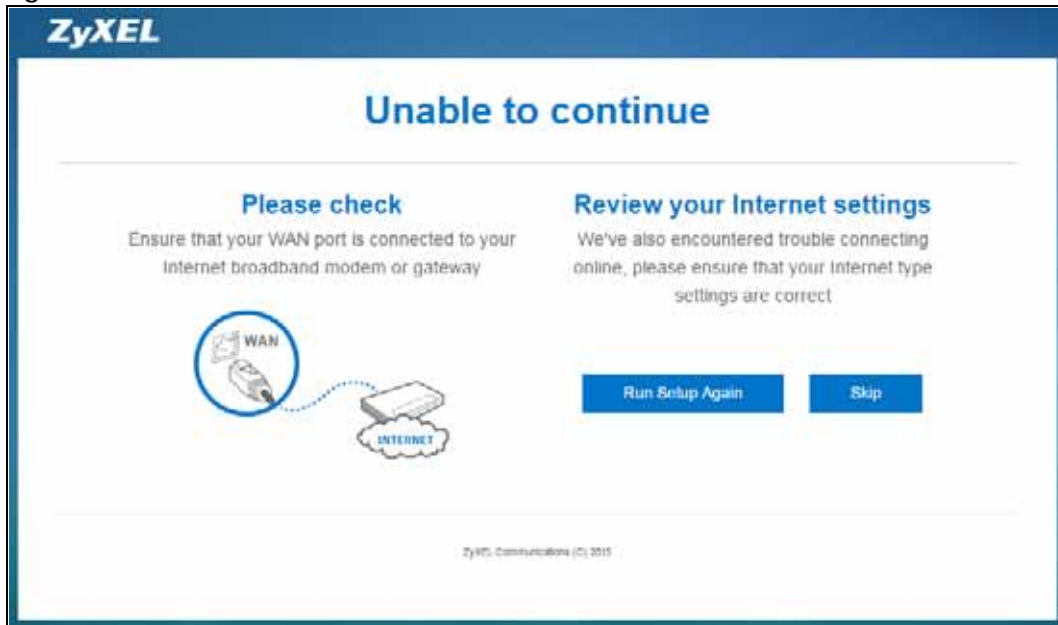 ZyXEL
Unable to continue
Please check
Ensure that your WAN port is connected to your
Internet broadband modem or gateway
WAN
INTERNET
Review your Internet settings
We've also encountered trouble connecting
online, please ensure that your Internet type
settings are correct
Run Setup Again
Skip
ZyXEL Communications (C) 2015